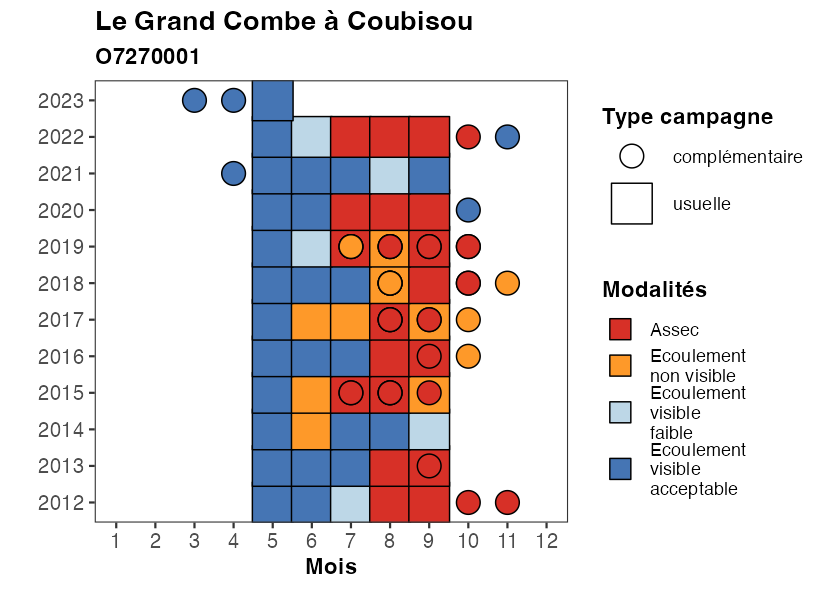 Le Grand Combe à Coubisou
O7270001
2023
2022
2021
2020
2019
2018
2017
2016
2015
2014
2013
2012
1 2 3 4 5 6 7 8 9 10 11 12
Mois
Type campagne
complémentaire
usuelle
Modalités
Assec
Ecoulement
non visible
Ecoulement
visible
faible
Ecoulement
visible
acceptable